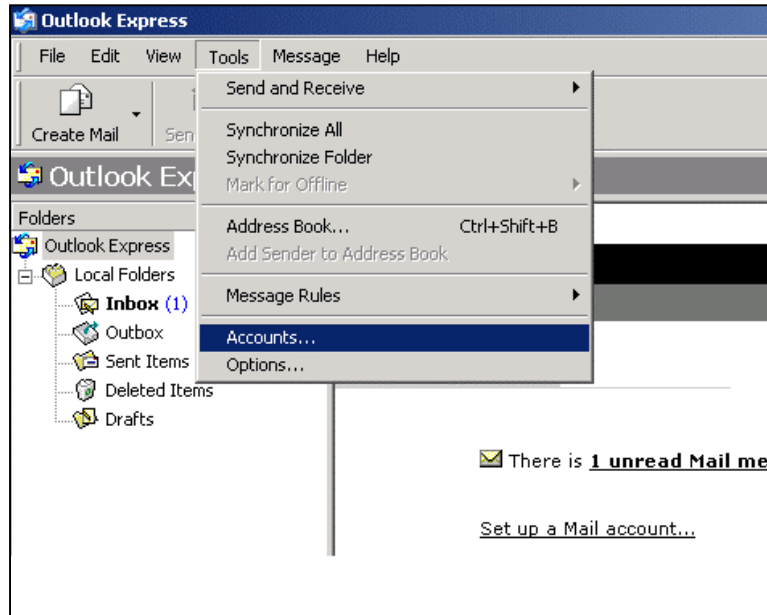 Outlook Express
File Edit View Tools Message Help
Create Mail Sen
Outlook Ex
Send and Receive
Synchronize All
Synchronize Folder
Mark for Offline
Address Book... Ctrl+Shift+B
Add Sender to Address Book
Message Rules
Accounts...
Options...
Folders
Outlook Express
Local Folders
Inbox (1)
Outbox
Sent Items
Deleted Items
Drafts
There is 1 unread Mail me
Set up a Mail account...